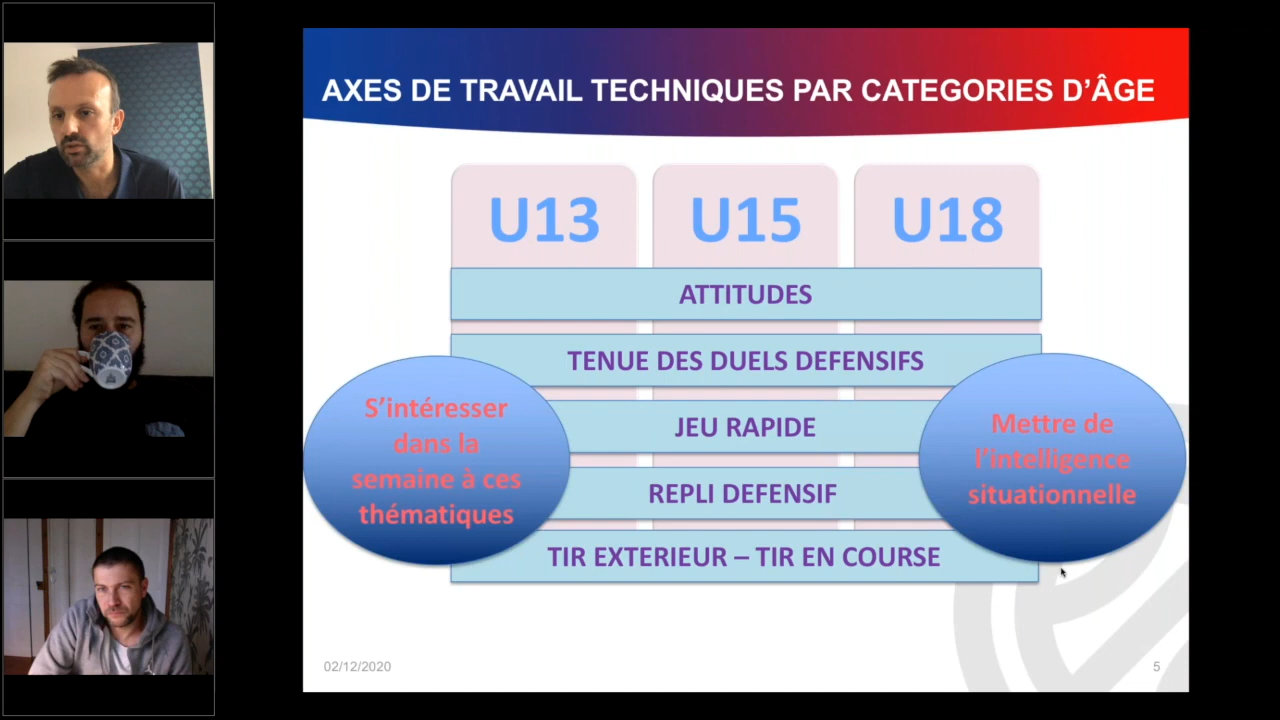 AXES DE TRAVAIL TECHNIQUES PAR CATEGORIES D'ÂGE
U13 U15 U18
ATTITUDES
TENUE DES DUELS DEFENSIFS
JEU RAPIDE
REPLI DEFENSIF
TIR EXTERIEUR – TIR EN COURSE
S'intéresser
dans la
semaine à ces
thématiques
Mettre de
l'intelligence
situationnelle
02/12/2020
5